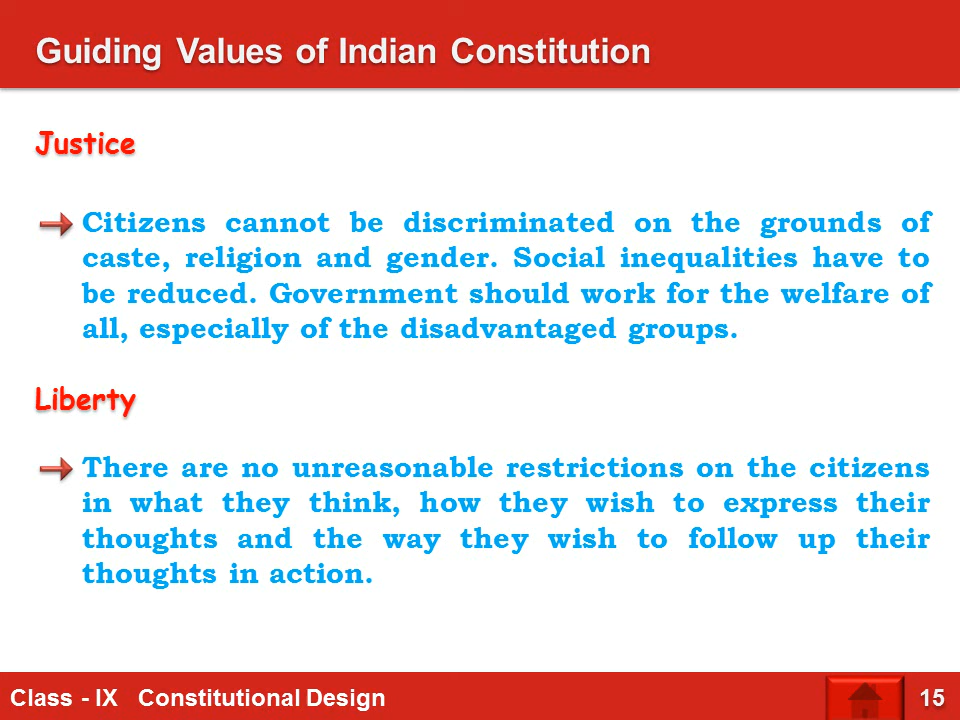 Guiding Values of Indian Constitution
Justice
Citizens cannot be discriminated on the grounds of
caste, religion and gender. Social inequalities have to
be reduced. Government should work for the welfare of
all, especially of the disadvantaged groups.
Liberty
There are no unreasonable restrictions on the citizens
in what they think, how they wish to express their
thoughts and the way they wish to follow up their
thoughts in action.
Class - IX Constitutional Design 15